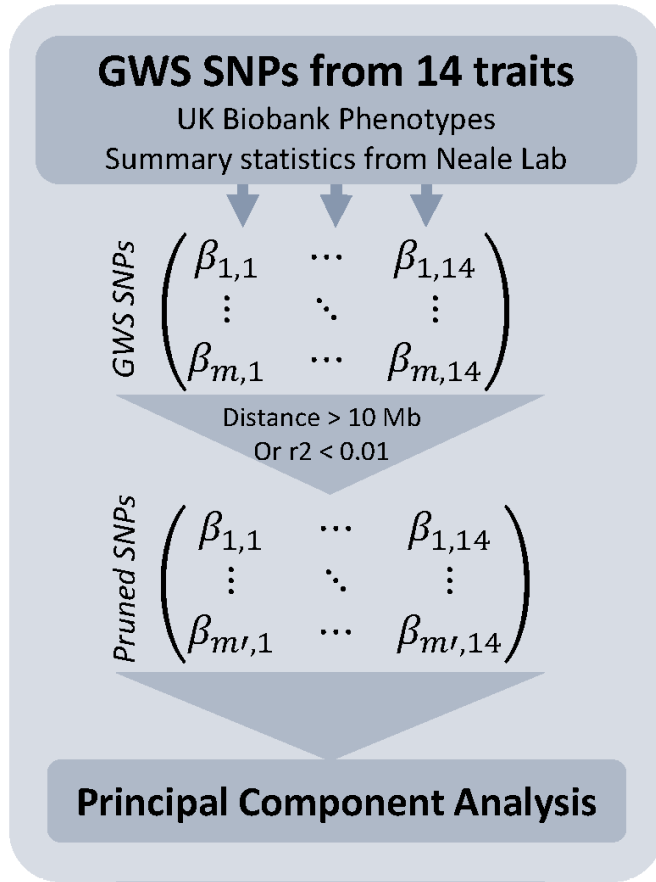 GWS SNPs from 14 traits
UK Biobank Phenotypes
Summary statistics from Neale Lab
GWS SNPs
β1,1 ⋯ β1,14
⋮ ⋱ ⋮
βm,1 ⋯ βm,14
Distance > 10 Mb
Or r2 < 0.01
Pruned SNPs
β1,1 ⋯ β1,14
⋮ ⋱ ⋮
βm′,1 ⋯ βm′,14
Principal Component Analysis